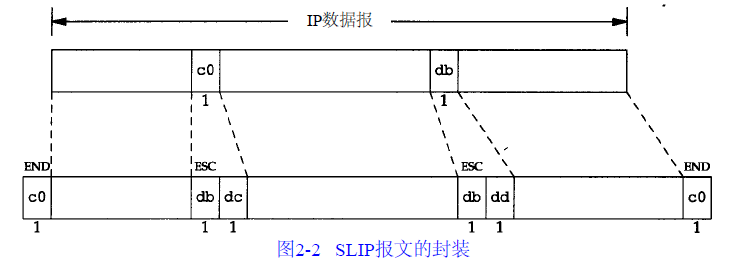 IP数据报
c0 db
1 1
END ESC ESC END
c0 db dc db dd c0
1 1 1 1 1 1
图2-2 SLIP报文的封装